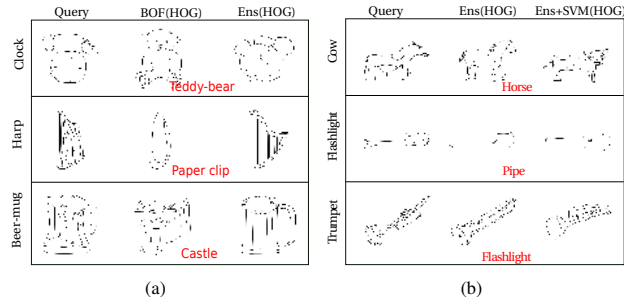 Query BOF(HOG) Ens(HOG)
Clock
Teddy-bear
Harp
Paper clip
Beer-mug
Castle
(a)
Query Ens(HOG) Ens+SVM(HOG)
Cow
Horse
Flashlight
Pipe
Trumpet
Flashlight
(b)